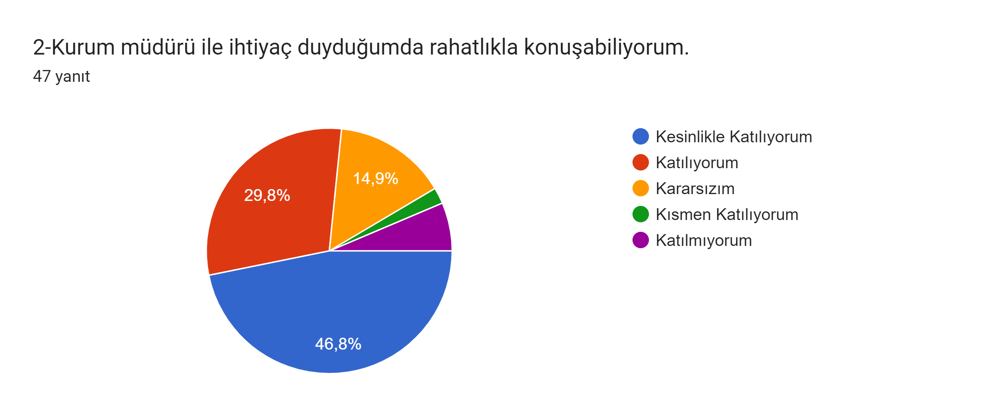 2-Kurum müdürü ile ihtiyaç duyduğumda rahatlıkla konuşabiliyorum.
47 yanıt
14,9%
29,8%
46,8%
Kesinlikle Katılıyorum
Katılıyorum
Kararsızım
Kısmen Katılıyorum
Katılmıyorum